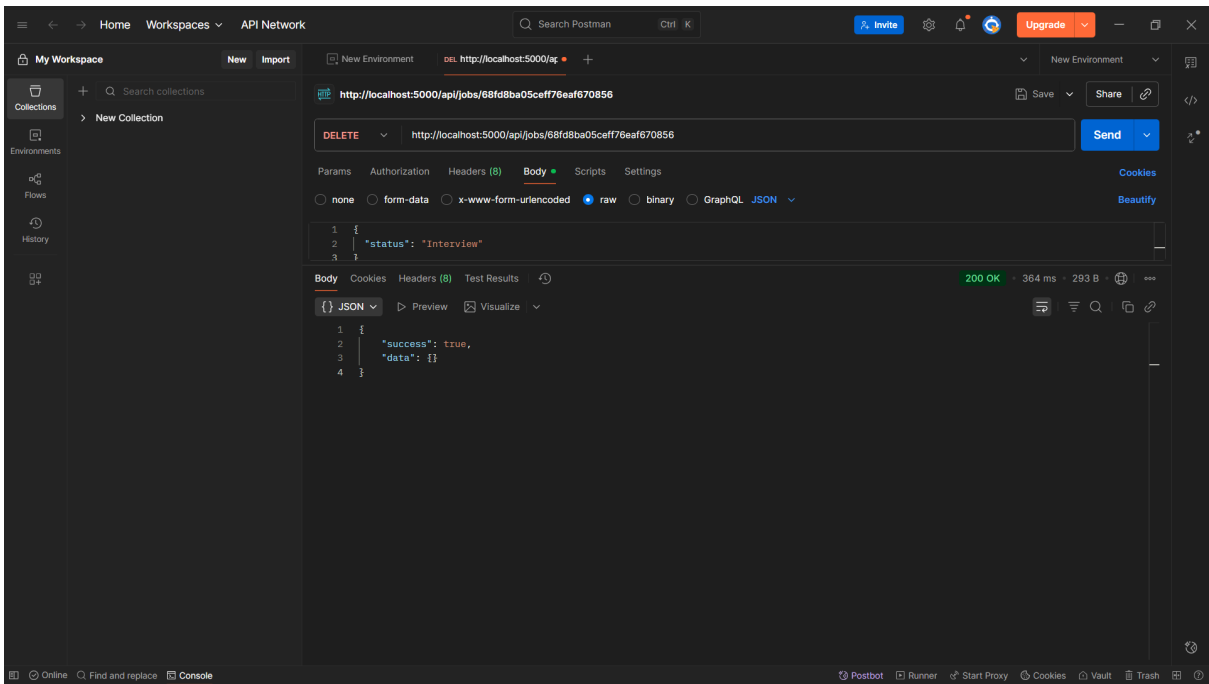 Home Workspaces API Network Search Postman Ctrl K Invite Upgrade
My Workspace New Import New Environment DEL http://localhost:5000/ap New Environment
Collections Search collections http://localhost:5000/api/jobs/68fd8ba05ceff76eaf670856 Save Share
New Collection
DELETE http://localhost:5000/api/jobs/68fd8ba05ceff76eaf670856 Send
Environments
Params Authorization Headers (8) Body Scripts Settings Cookies
Flows none form-data x-www-form-urlencoded raw binary GraphQL JSON Beautify
History
1 {
2 "status": "Interview"
3 }
Body Cookies Headers (8) Test Results 200 OK 364 ms 293 B
{} JSON Preview Visualize
1 {
2 "success": true,
3 "data": {}
4 }
Online Find and replace Console Postbot Runner Start Proxy Cookies Vault Trash